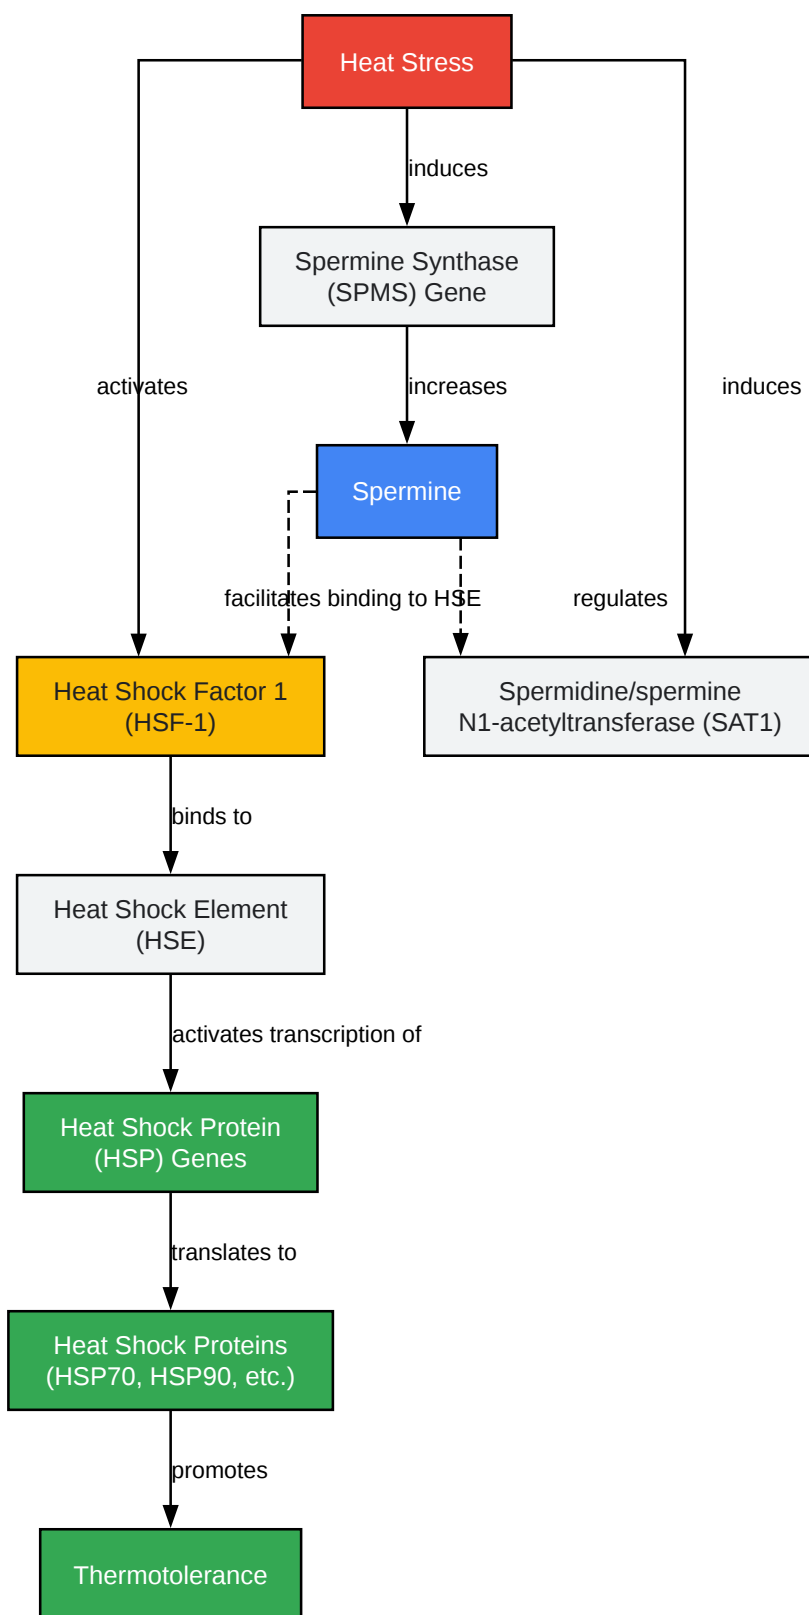 Heat Stress
induces
Spermine Synthase
(SPMS) Gene
activates
increases
induces
Spermine
facilitates binding to HSE
regulates
Heat Shock Factor 1
(HSF-1)
Spermidine/spermine
N1-acetyltransferase (SAT1)
binds to
Heat Shock Element
(HSE)
activates transcription of
Heat Shock Protein
(HSP) Genes
translates to
Heat Shock Proteins
(HSP70, HSP90, etc.)
promotes
Thermotolerance